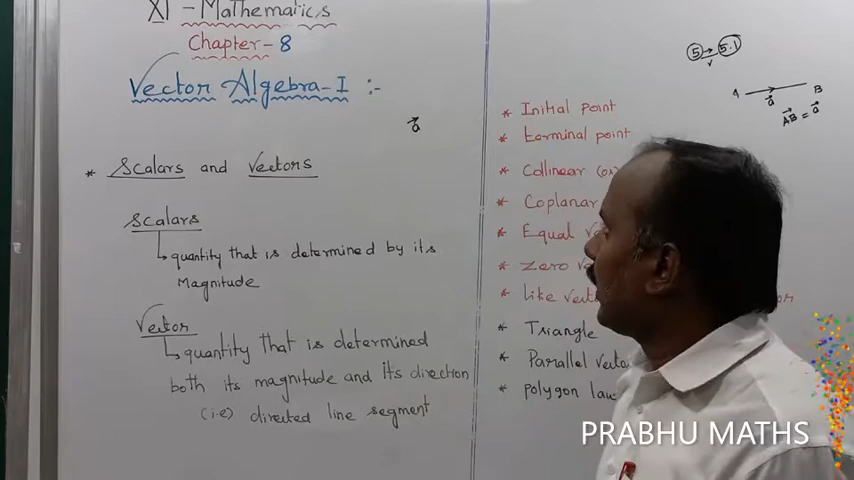 XI - Mathematics
Chapter - 8
Vector Algebra - I :-
a⃗
* Scalars and Vectors
Scalars
quantity that is determined by its
Magnitude
Vector
quantity that is determined
both its magnitude and its direction
(i.e) directed line segment
5 → 5.1
A B
a⃗
AB⃗ = a⃗
* Initial point
* terminal point
* Collinear (or)
* Coplanar
* Equal
* Zero
* like
* Triangle
* Parallel
* polygon law
PRABHU MATHS